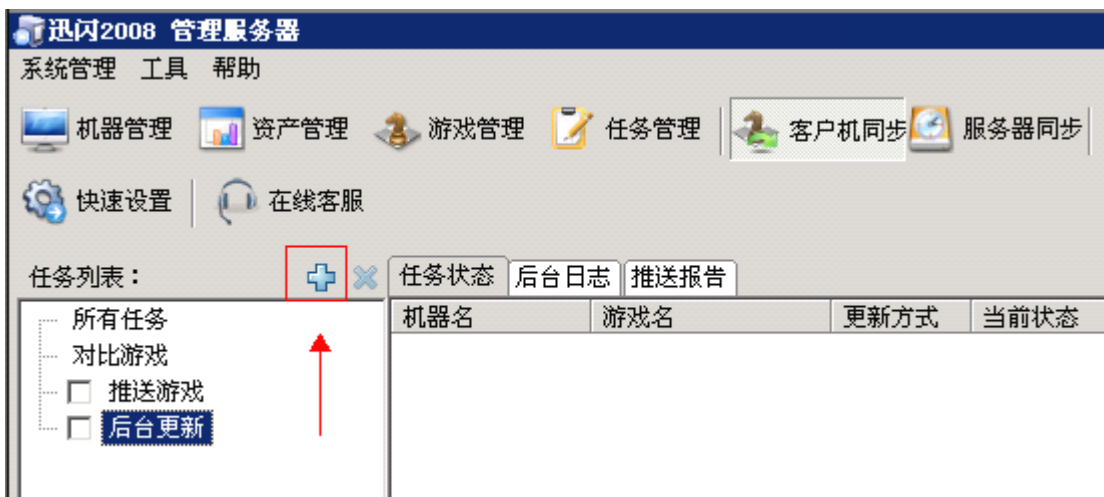 迅闪2008 管理服务器
系统管理 工具 帮助
机器管理 资产管理 游戏管理 任务管理 客户机同步 服务器同步
快速设置 在线客服
任务列表： 任务状态 后台日志 推送报告
机器名 游戏名 更新方式 当前状态
所有任务
对比游戏
推送游戏
后台更新